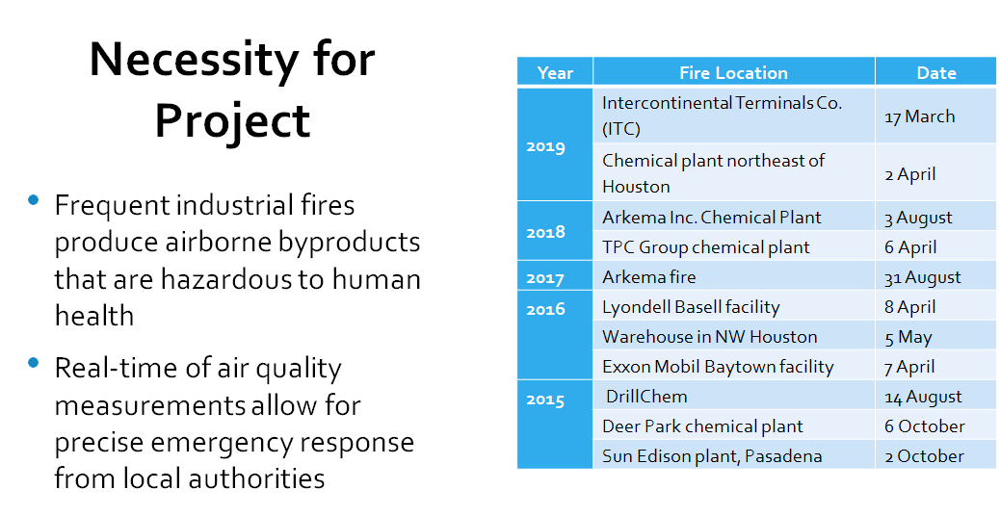 Necessity for
Project
• Frequent industrial fires
produce airborne byproducts
that are hazardous to human
health
• Real-time of air quality
measurements allow for
precise emergency response
from local authorities
Year Fire Location Date
2019 Intercontinental Terminals Co.
(ITC) 17 March
Chemical plant northeast of
Houston 2 April
2018 Arkema Inc. Chemical Plant 3 August
TPC Group chemical plant 6 April
2017 Arkema fire 31 August
2016 Lyondell Basell facility 8 April
Warehouse in NW Houston 5 May
Exxon Mobil Baytown facility 7 April
2015 DrillChem 14 August
Deer Park chemical plant 6 October
Sun Edison plant, Pasadena 2 October